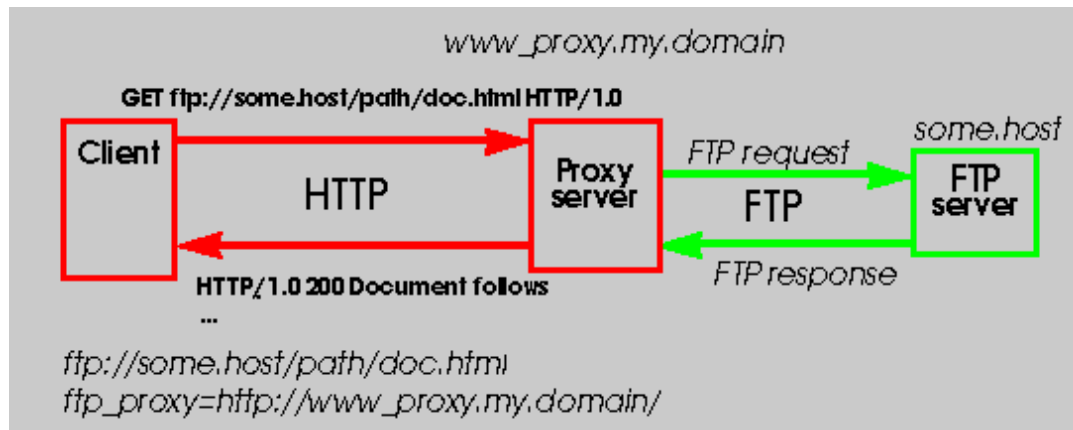 www_proxy.my.domain
GET ftp://some.host/path/doc.html HTTP/1.0
Client
Proxy
server
FTP request
some.host
FTP
server
HTTP
FTP
HTTP/1.0 200 Document follows
...
FTP response
ftp://some.host/path/doc.html
ftp_proxy=http://www_proxy.my.domain/